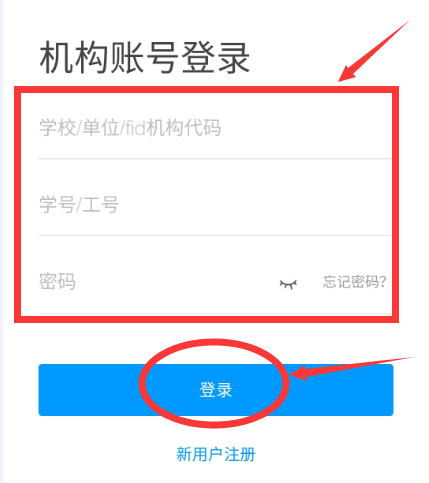 机构账号登录
学校/单位/fid机构代码
学号/工号
密码 忘记密码?
登录
新用户注册